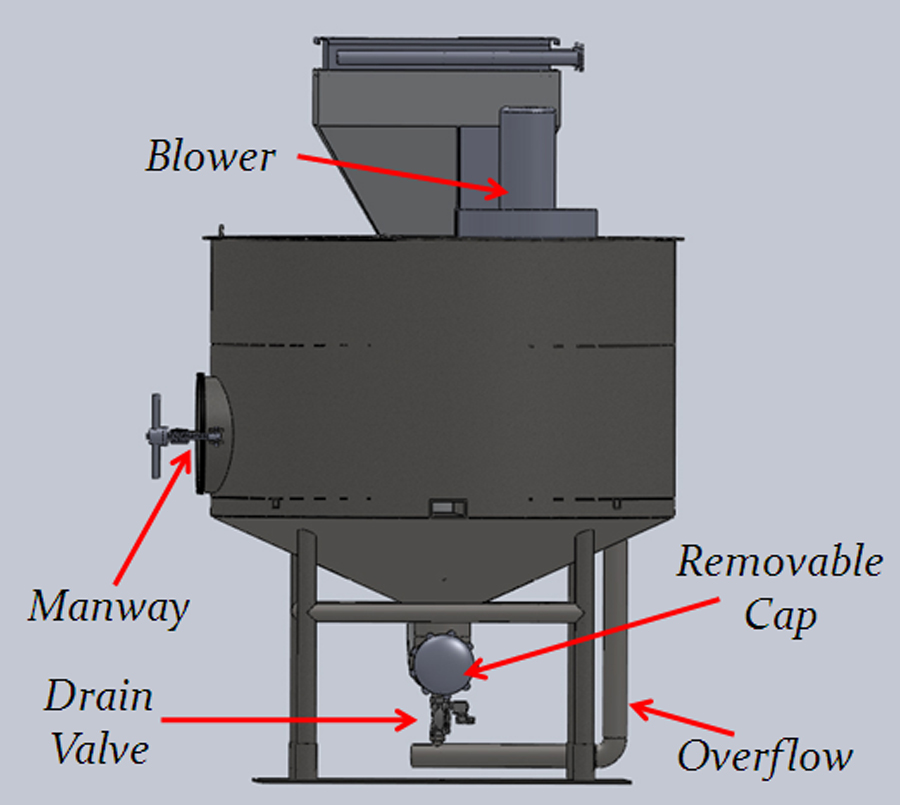 Blower
Removable
Cap
Manway
Drain
Valve
Overflow